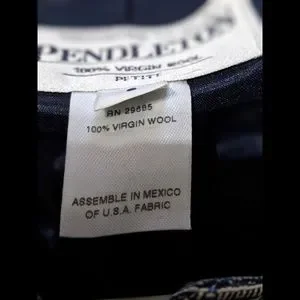 PENDLETON
100% VIRGIN WOOL
PETITE
RN 29685
100% VIRGIN WOOL
ASSEMBLE IN MEXICO
OF U.S.A. FABRIC